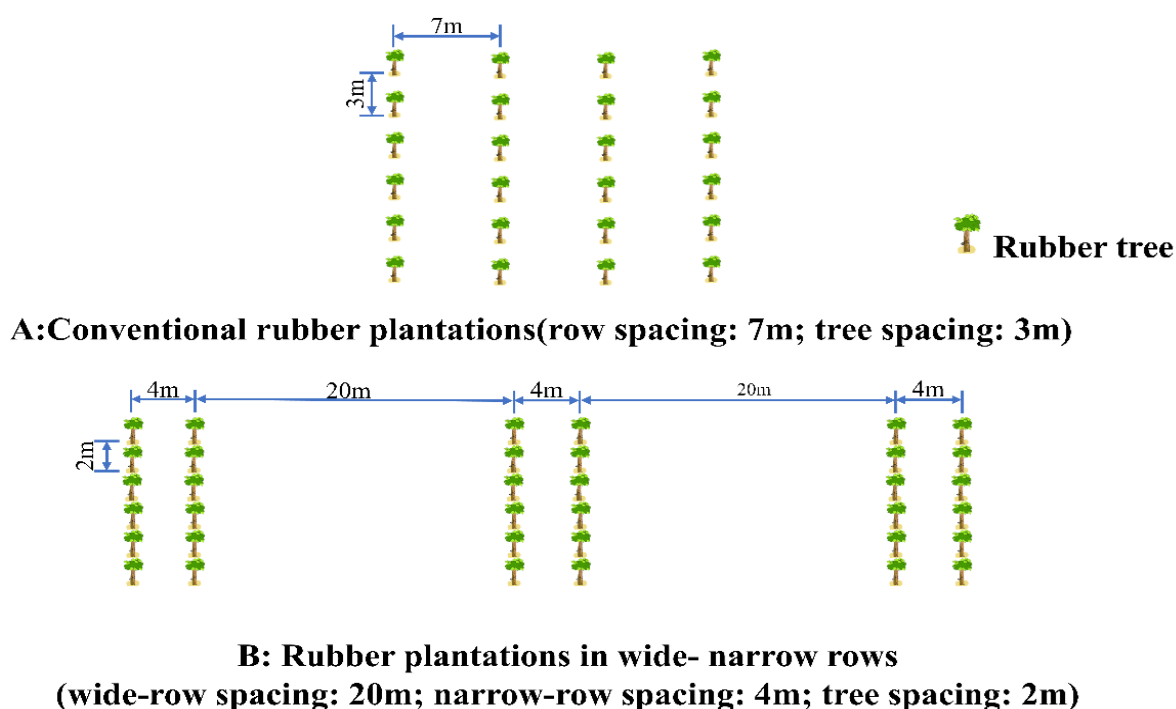 7m
3m
Rubber tree
A:Conventional rubber plantations(row spacing: 7m; tree spacing: 3m)
4m 20m 4m 20m 4m
2m
B: Rubber plantations in wide- narrow rows
(wide-row spacing: 20m; narrow-row spacing: 4m; tree spacing: 2m)